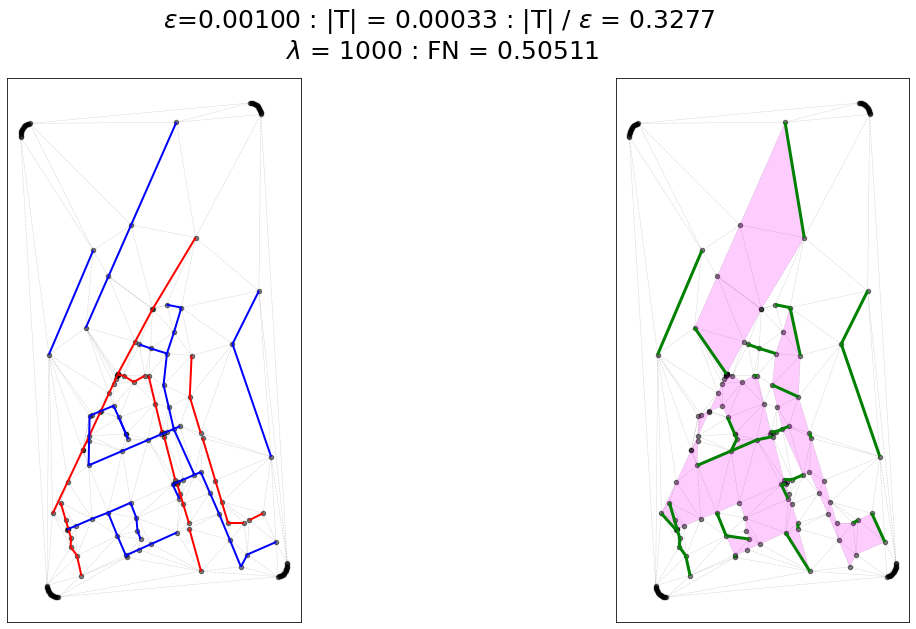 ε=0.00100 : |T| = 0.00033 : |T| / ε = 0.3277
λ = 1000 : FN = 0.50511